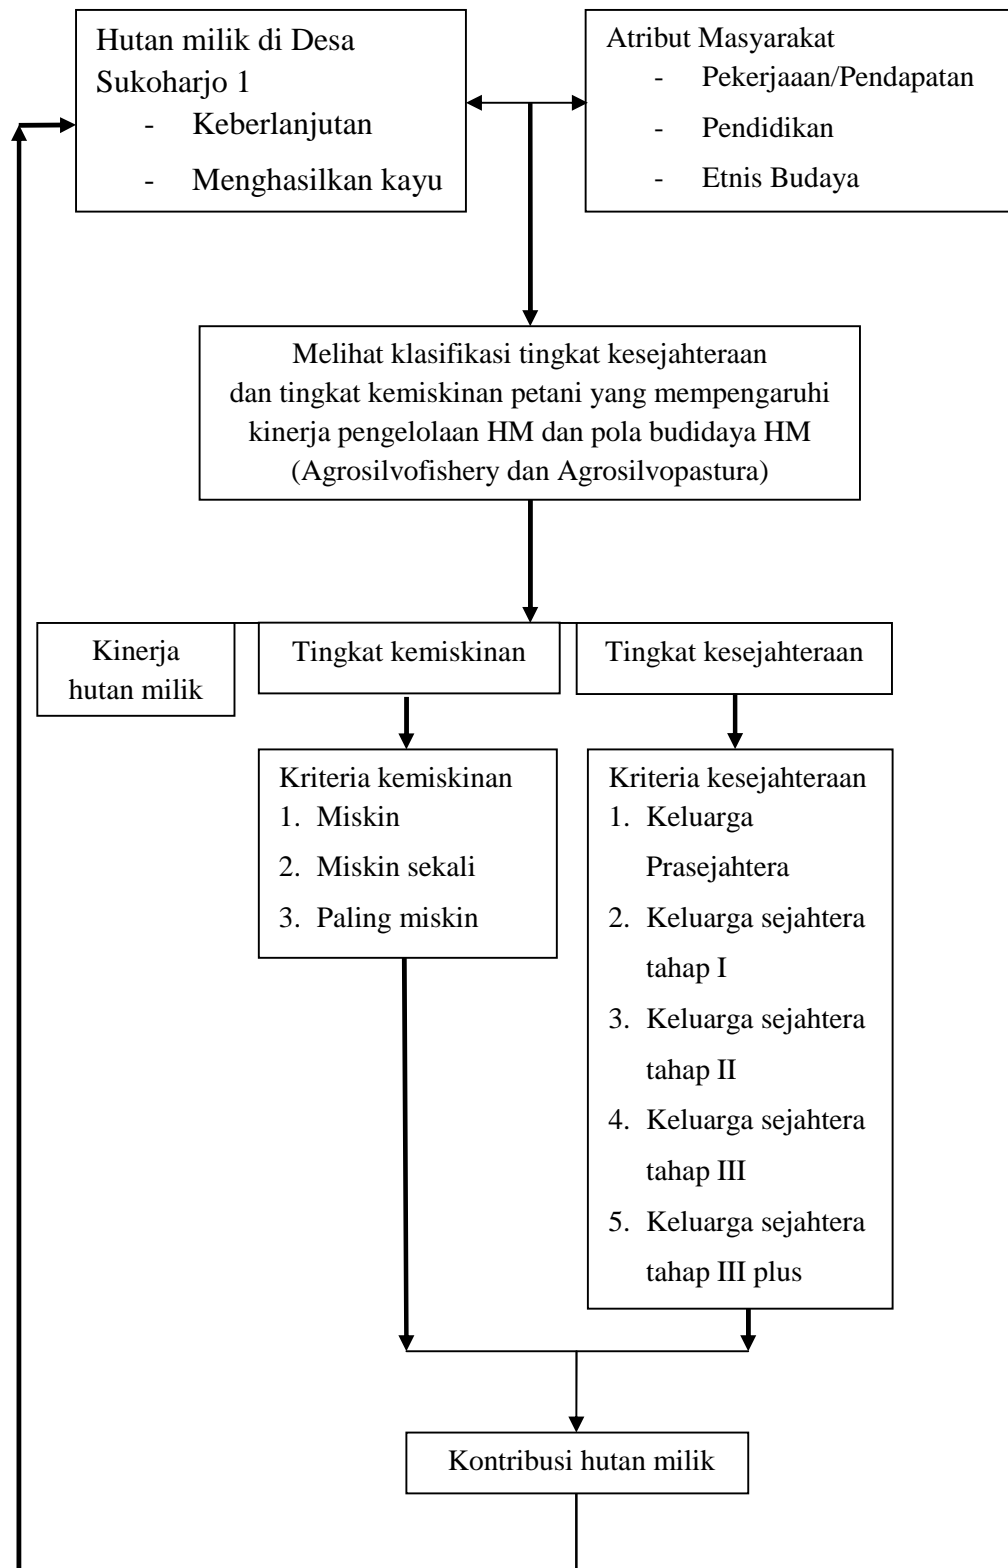 Hutan milik di Desa
Sukoharjo 1
- Keberlanjutan
- Menghasilkan kayu
Atribut Masyarakat
- Pekerjaaan/Pendapatan
- Pendidikan
- Etnis Budaya
Melihat klasifikasi tingkat kesejahteraan
dan tingkat kemiskinan petani yang mempengaruhi
kinerja pengelolaan HM dan pola budidaya HM
(Agrosilvofishery dan Agrosilvopastura)
Kinerja
hutan milik
Tingkat kemiskinan
Tingkat kesejahteraan
Kriteria kemiskinan
1. Miskin
2. Miskin sekali
3. Paling miskin
Kriteria kesejahteraan
1. Keluarga
Prasejahtera
2. Keluarga sejahtera
tahap I
3. Keluarga sejahtera
tahap II
4. Keluarga sejahtera
tahap III
5. Keluarga sejahtera
tahap III plus
Kontribusi hutan milik